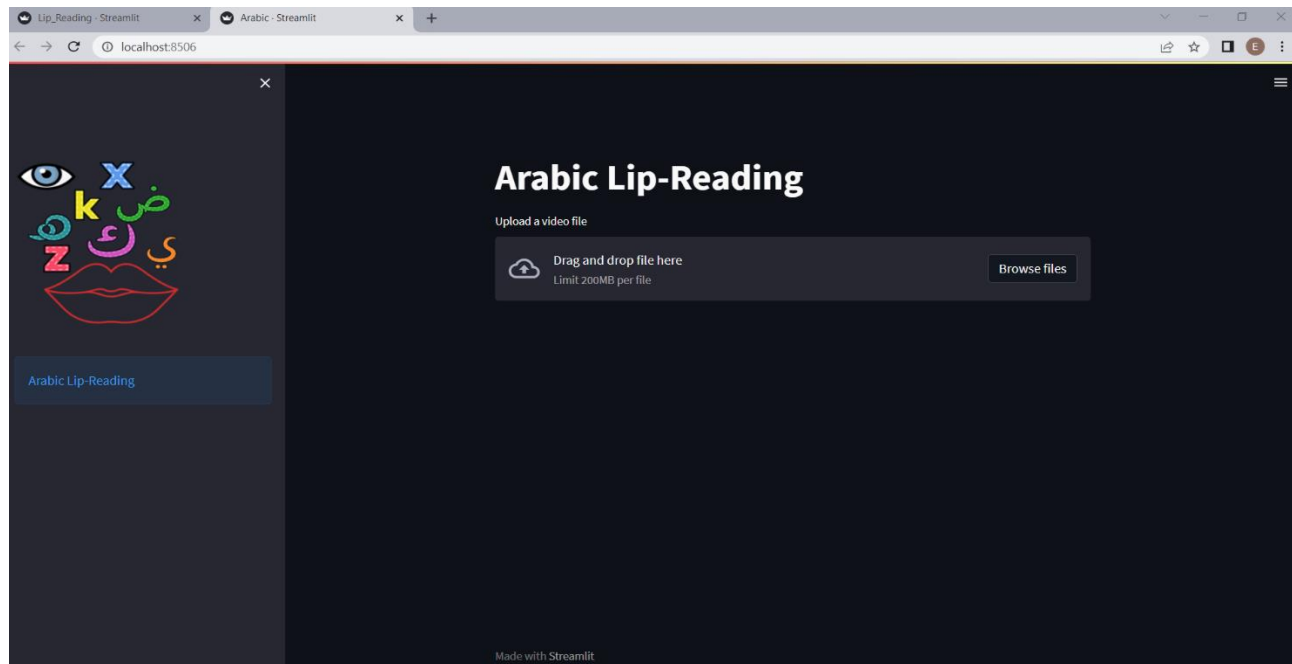 Lip_Reading · Streamlit
Arabic · Streamlit
localhost:8506
E
x
k ض
ه ك ي
z
Arabic Lip-Reading
Arabic Lip-Reading
Upload a video file
Drag and drop file here
Limit 200MB per file
Browse files
Made with Streamlit